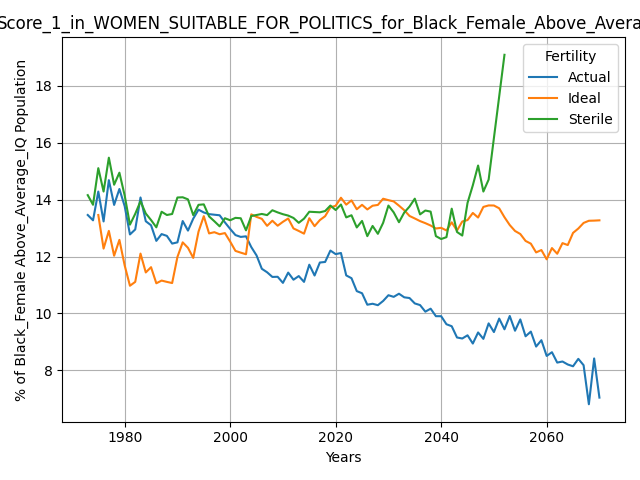 Score_1_in_WOMEN_SUITABLE_FOR_POLITICS_for_Black_Female_Above_Avera
% of Black_Female Above_Average_IQ Population
18
16
14
12
10
8
1980 2000 2020 2040 2060
Years
Fertility
Actual
Ideal
Sterile